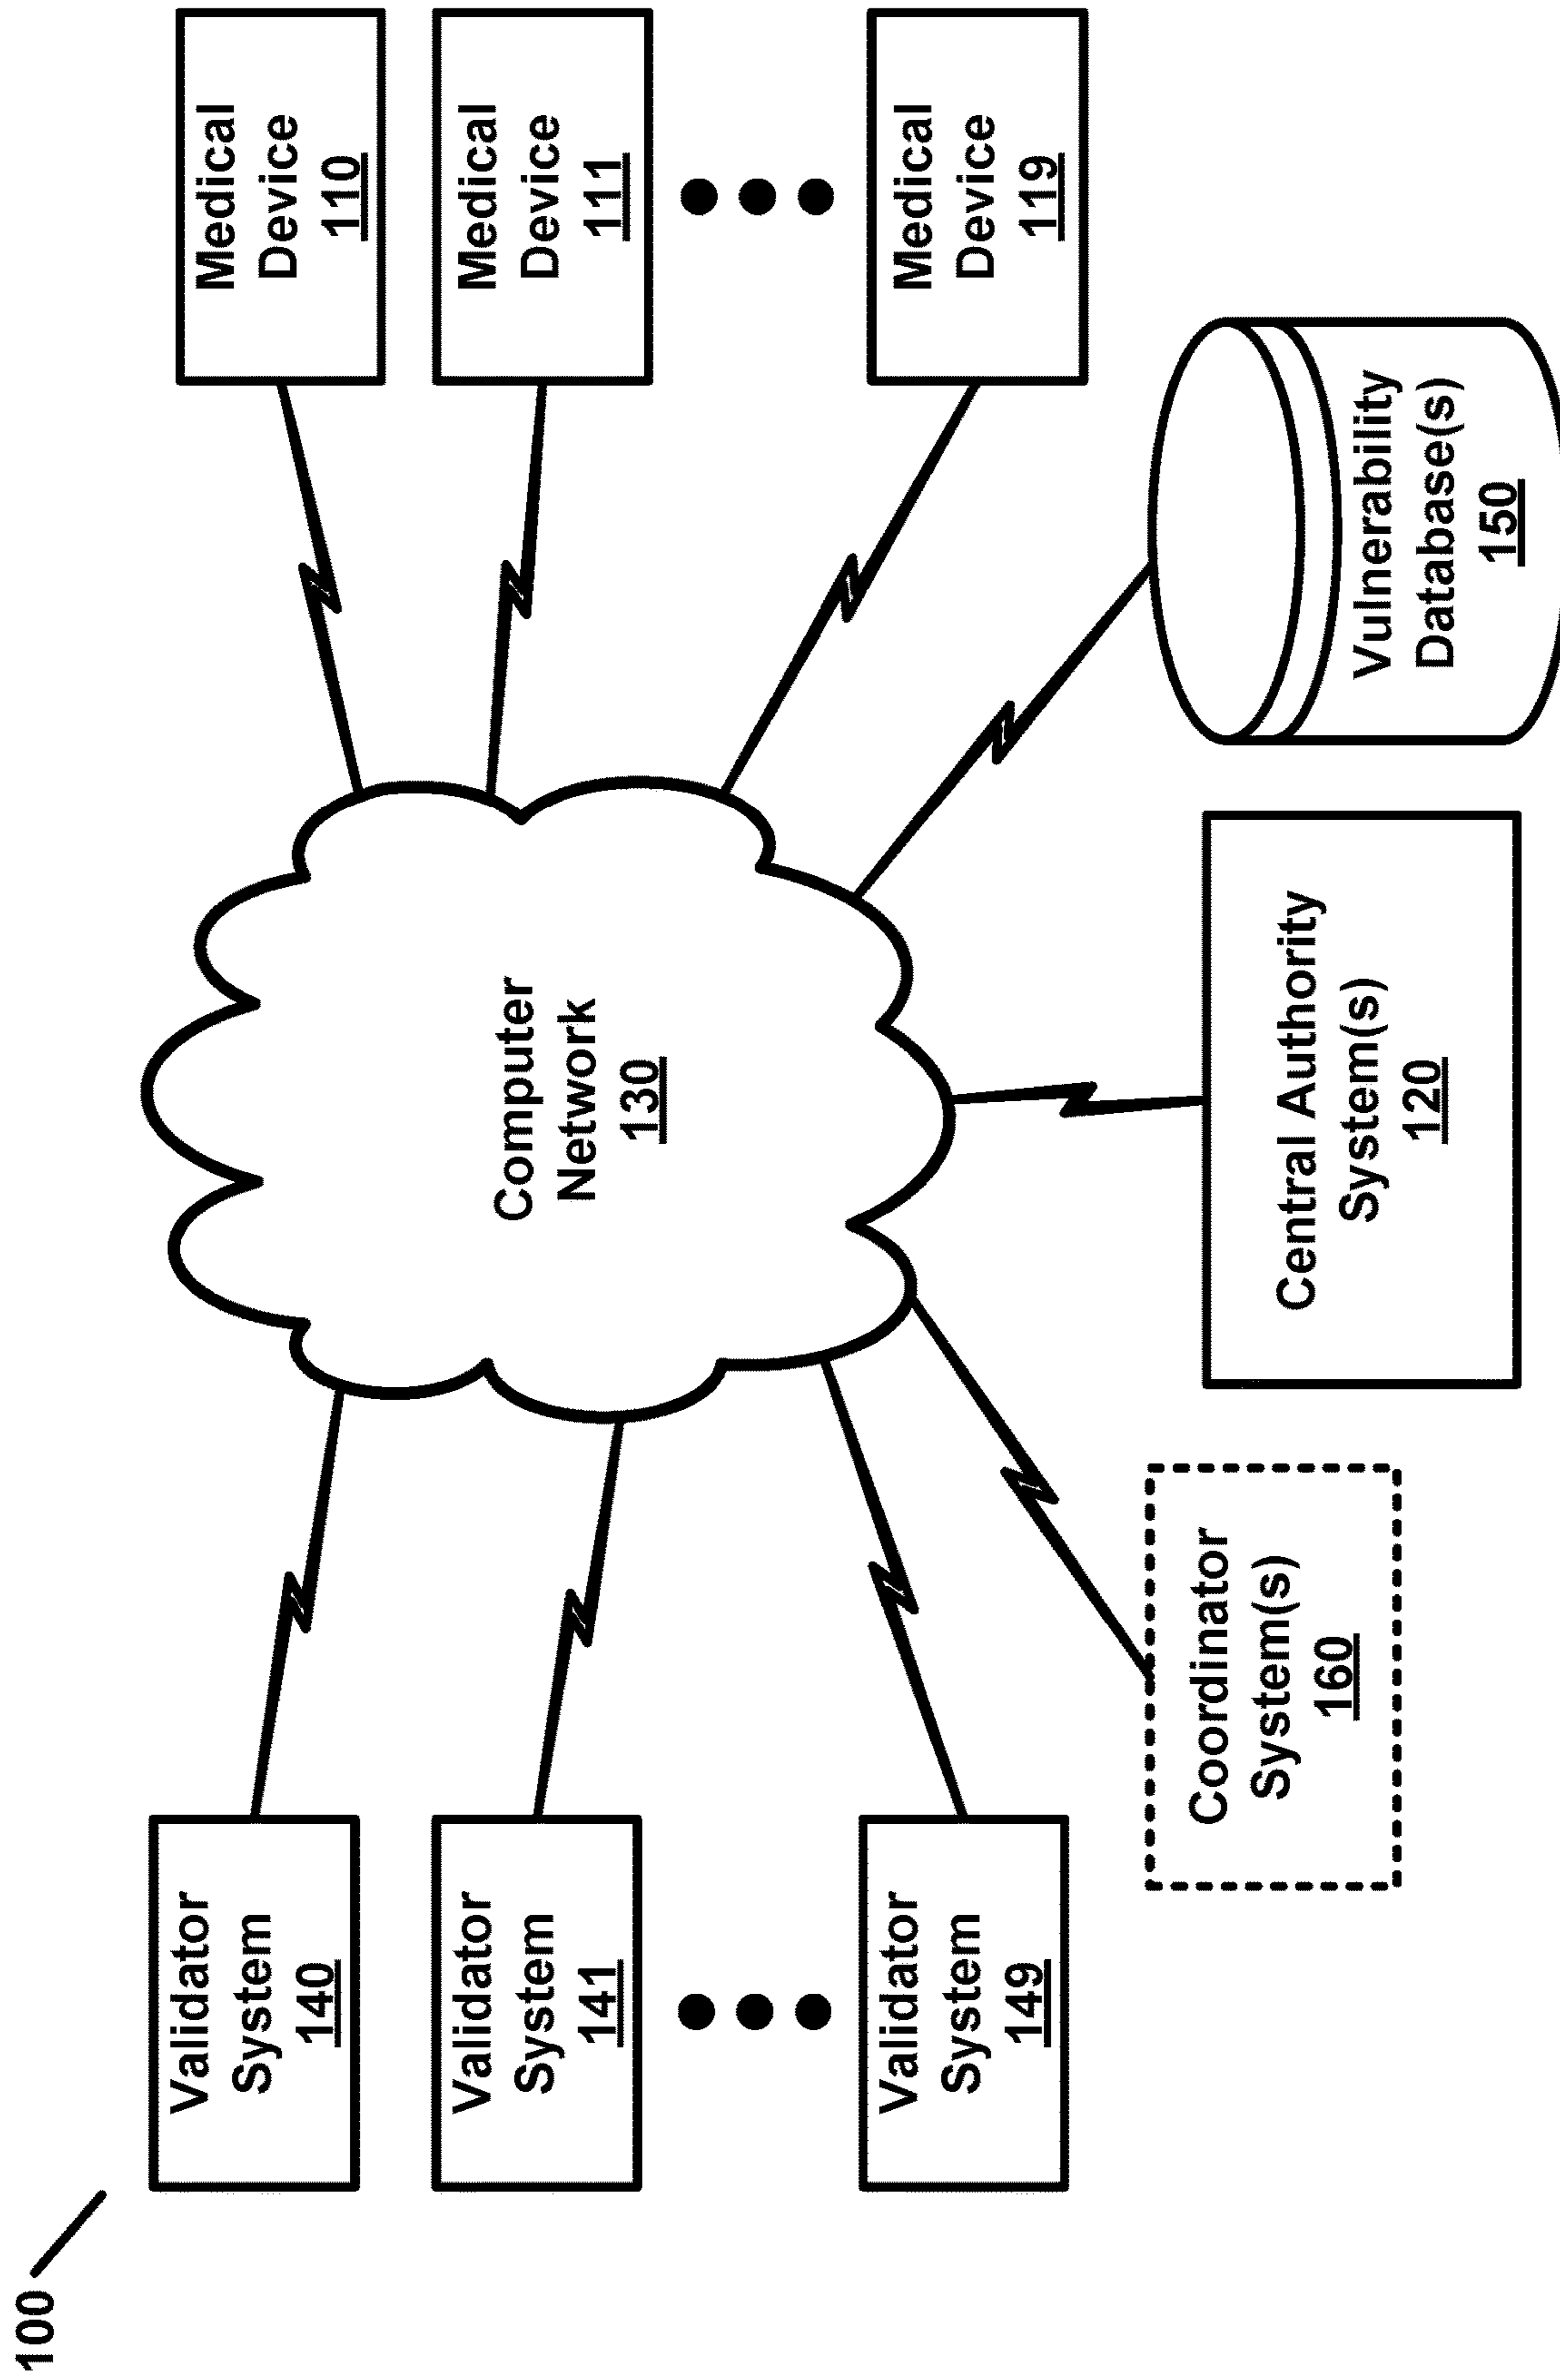 100
Validator
System
140
Validator
System
141
Validator
System
149
Computer
Network
130
Medical
Device
110
Medical
Device
111
Medical
Device
119
Coordinator
System(s)
160
Central Authority
System(s)
120
Vulnerability
Database(s)
150